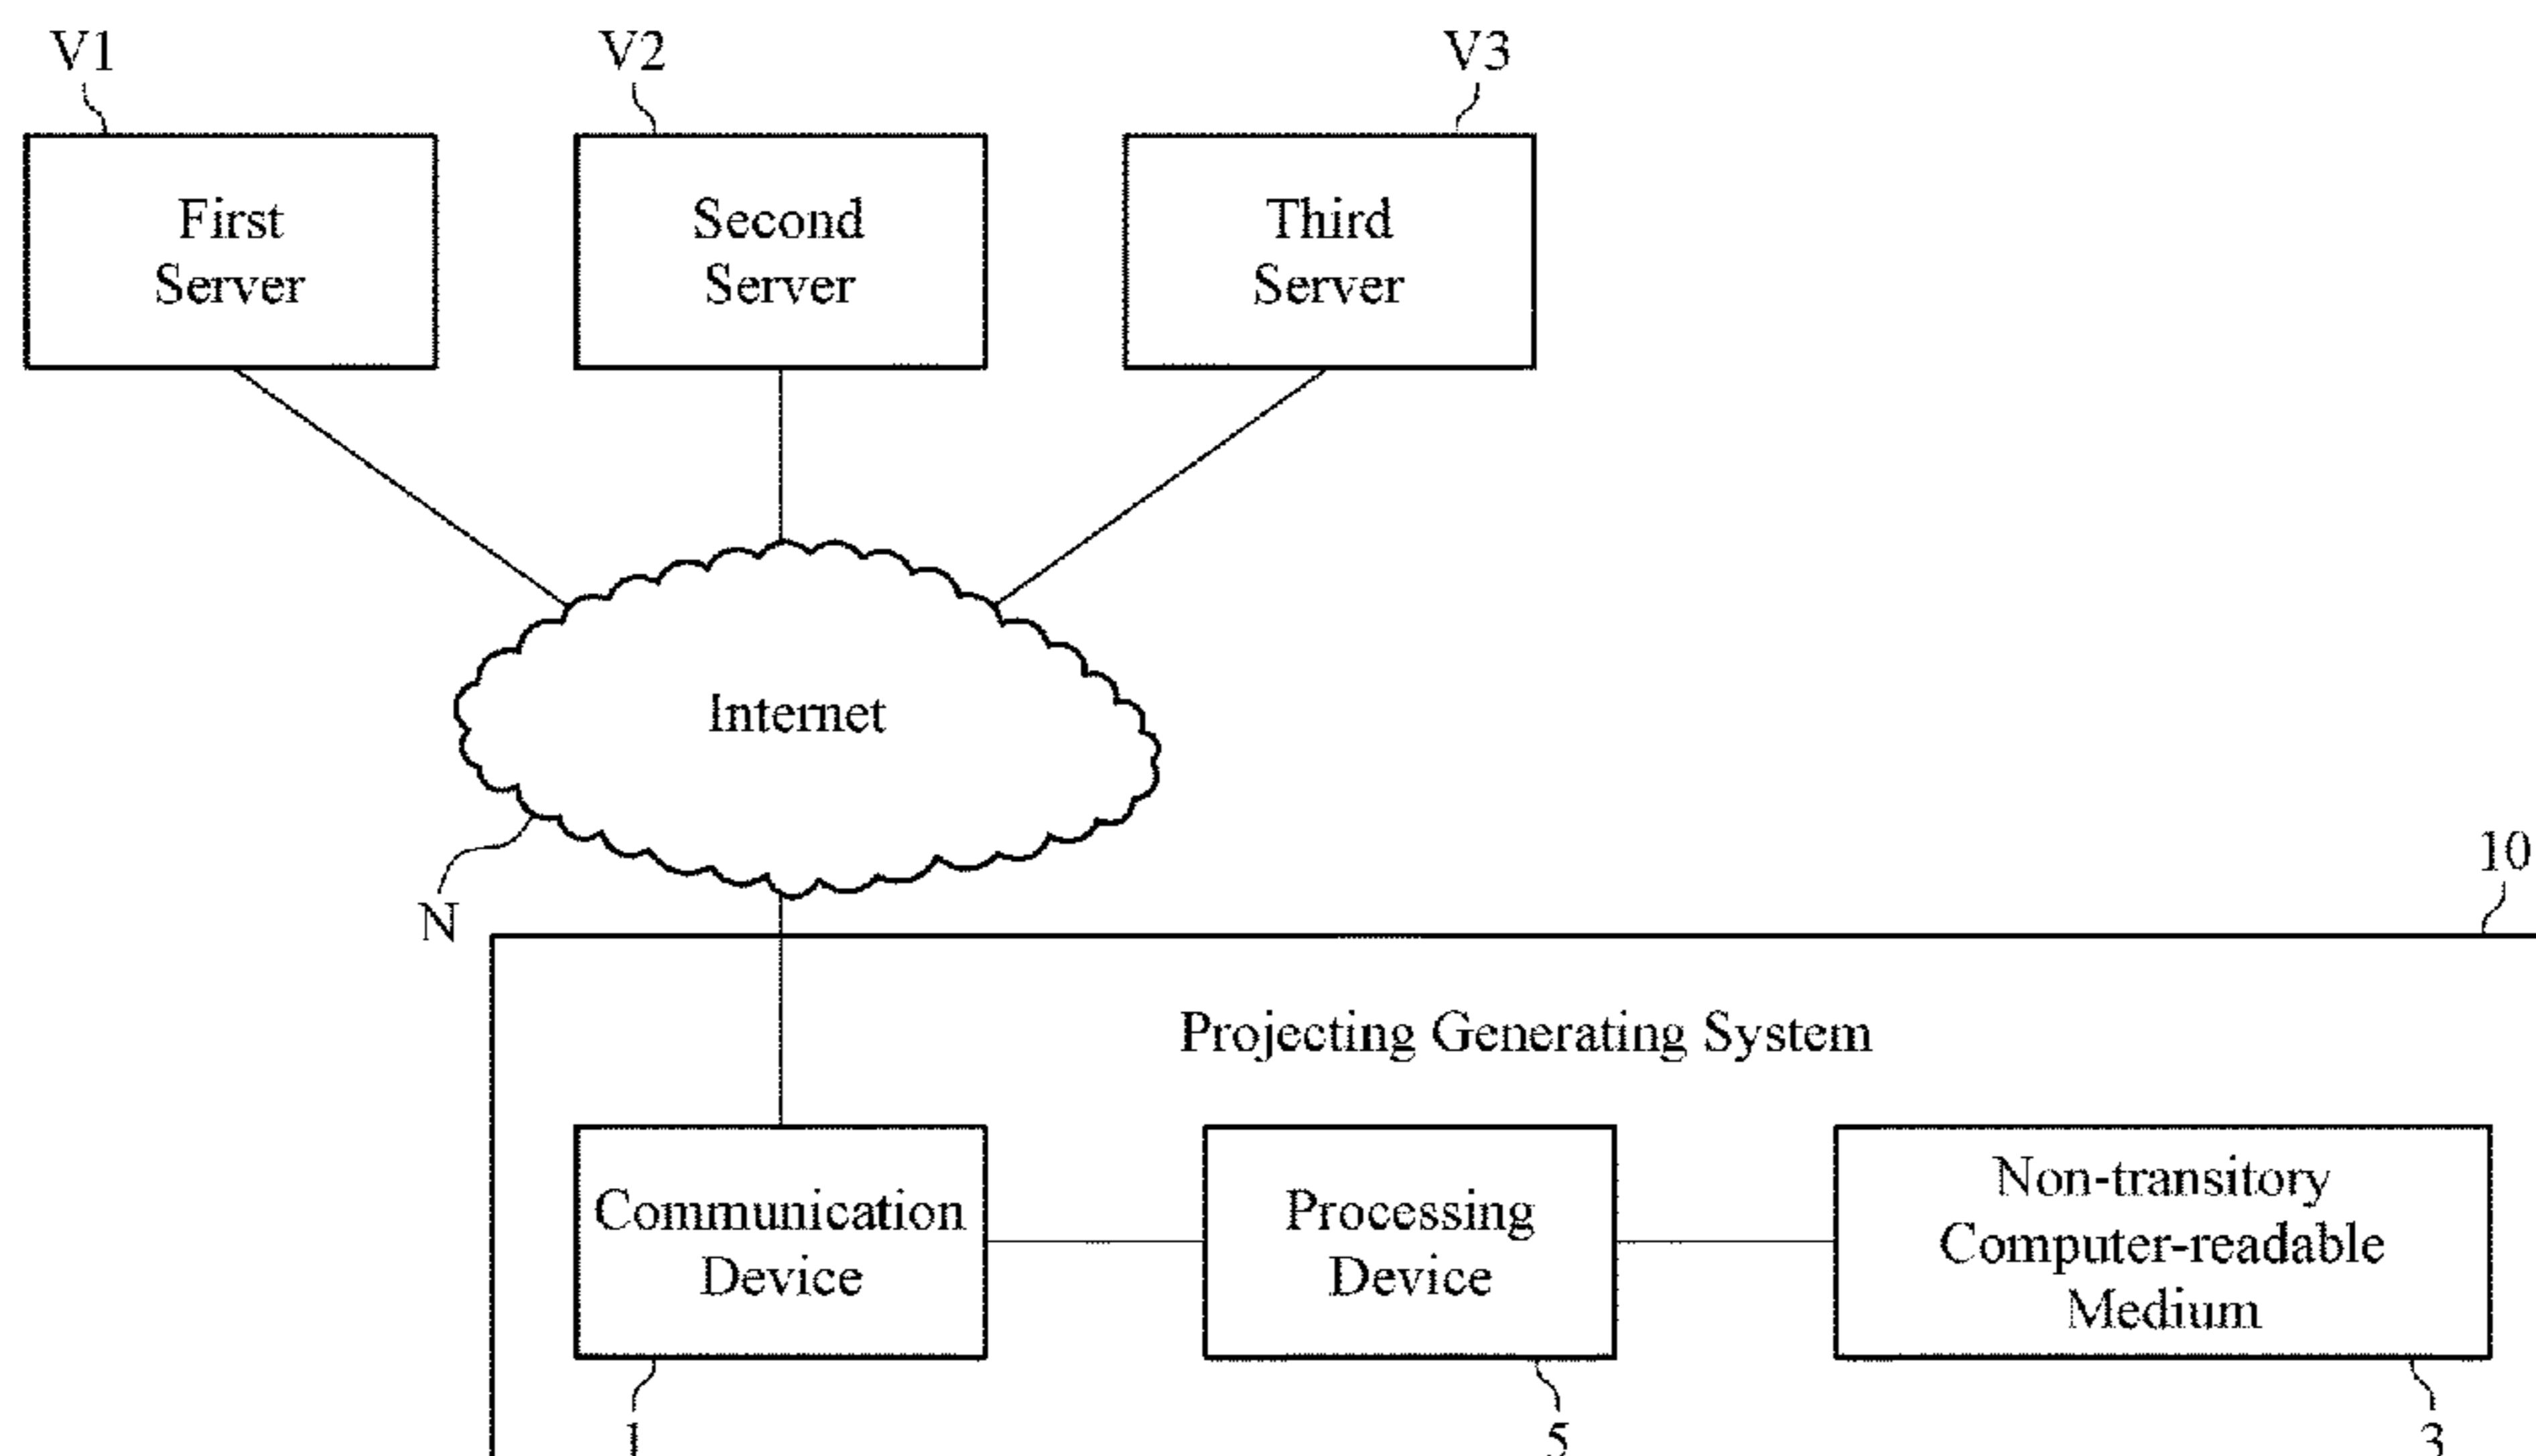 V1
V2
V3
First
Server
Second
Server
Third
Server
Internet
N
10
Projecting Generating System
Communication
Device
Processing
Device
Non-transitory
Computer-readable
Medium
1
5
3